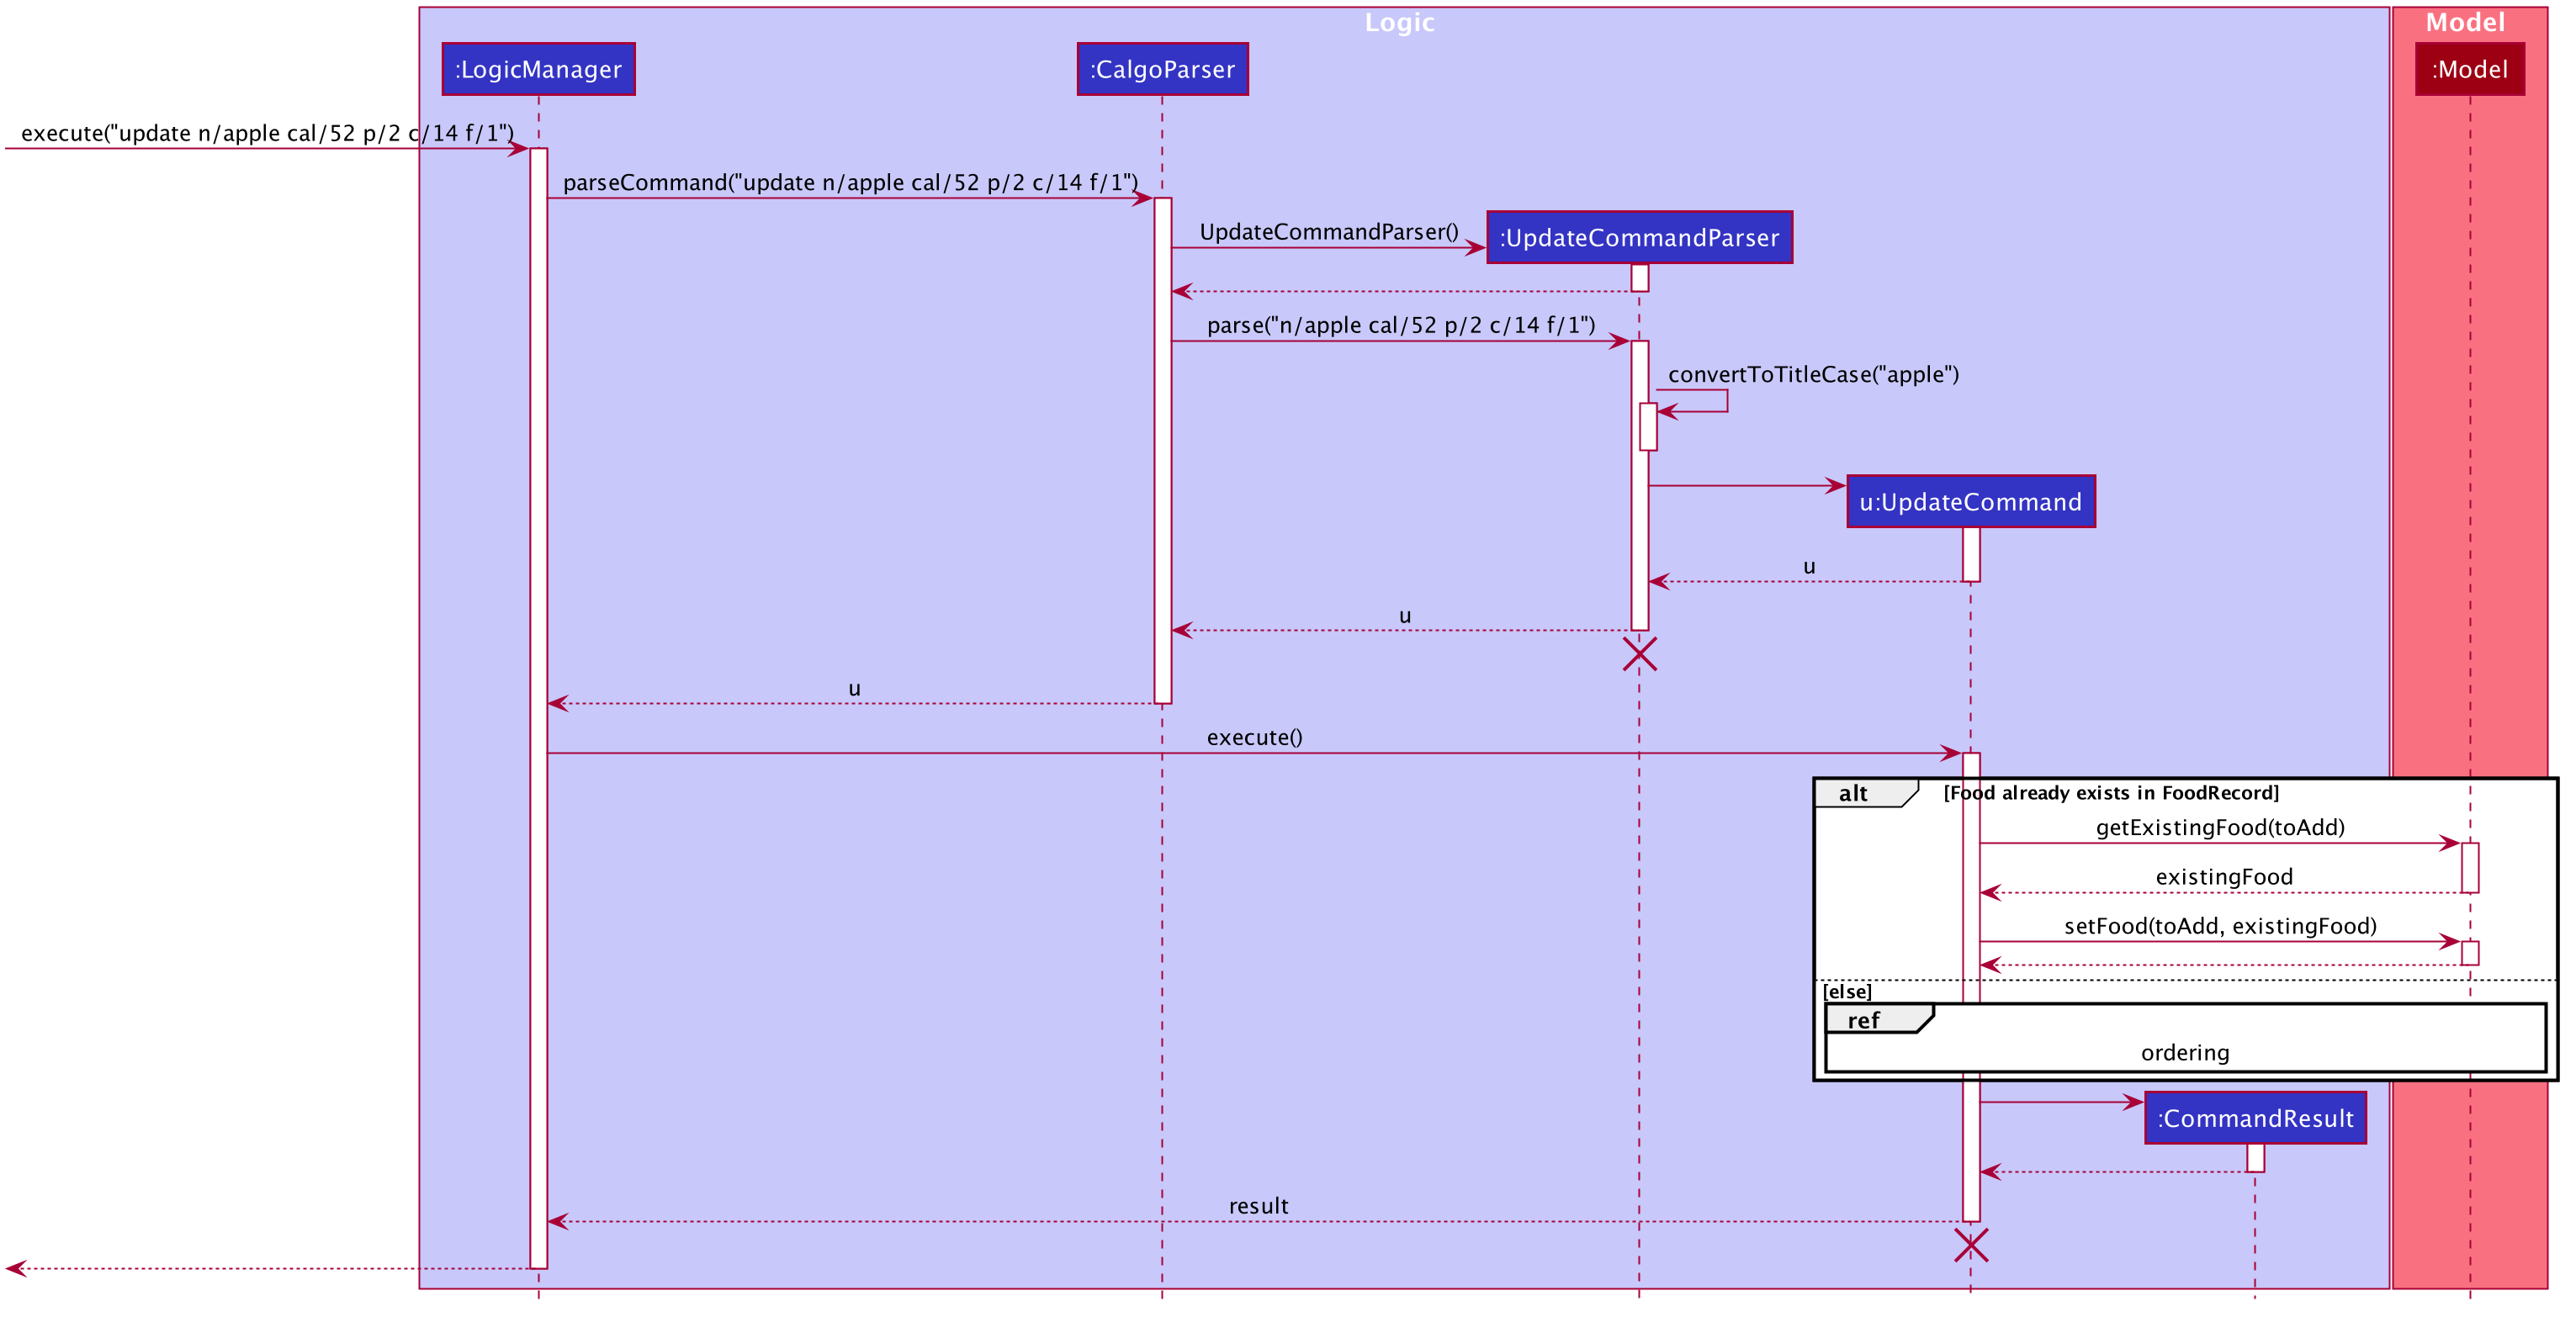 Logic
Model
:LogicManager
:CalgoParser
:Model
execute("update n/apple cal/52 p/2 c/14 f/1")
parseCommand("update n/apple cal/52 p/2 c/14 f/1")
UpdateCommandParser()
:UpdateCommandParser
parse("n/apple cal/52 p/2 c/14 f/1")
convertToTitleCase("apple")
u:UpdateCommand
u
u
u
execute()
alt
[Food already exists in FoodRecord]
getExistingFood(toAdd)
existingFood
setFood(toAdd, existingFood)
[else]
ref
ordering
:CommandResult
result